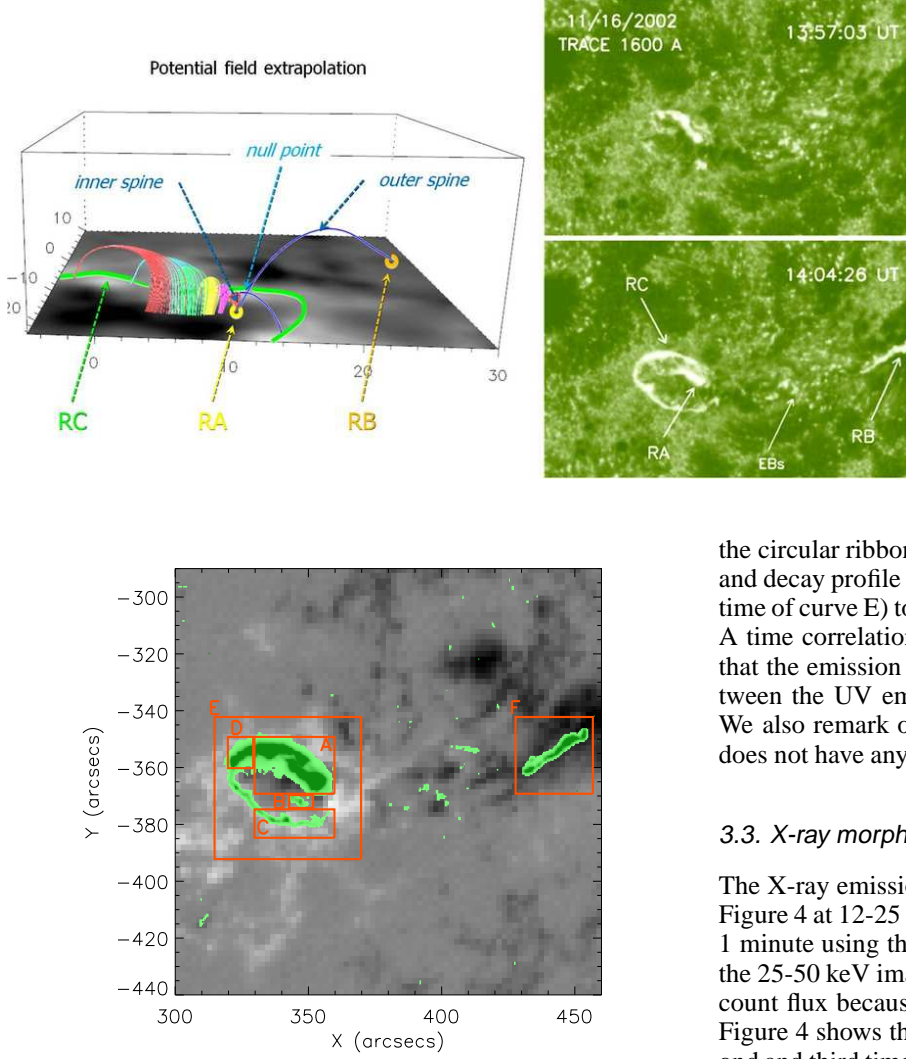 Potential field extrapolation
null point
inner spine
outer spine
10
0
−10
20
0
10
20
30
RC
RA
RB
11/16/2002
TRACE 1600 A
13:57:03 UT
14:04:26 UT
RC
RA
EBs
RB
−300
−320
−340
−360
−380
−400
−420
−440
300
350
400
450
X (arcsecs)
Y (arcsecs)
E
D
A
B
C
F
the circular ribbon
and decay profile
time of curve E) to
A time correlation
that the emission
tween the UV em
We also remark o
does not have any
3.3. X-ray morph
The X-ray emissio
Figure 4 at 12-25
1 minute using th
the 25-50 keV ima
count flux becaus
Figure 4 shows th